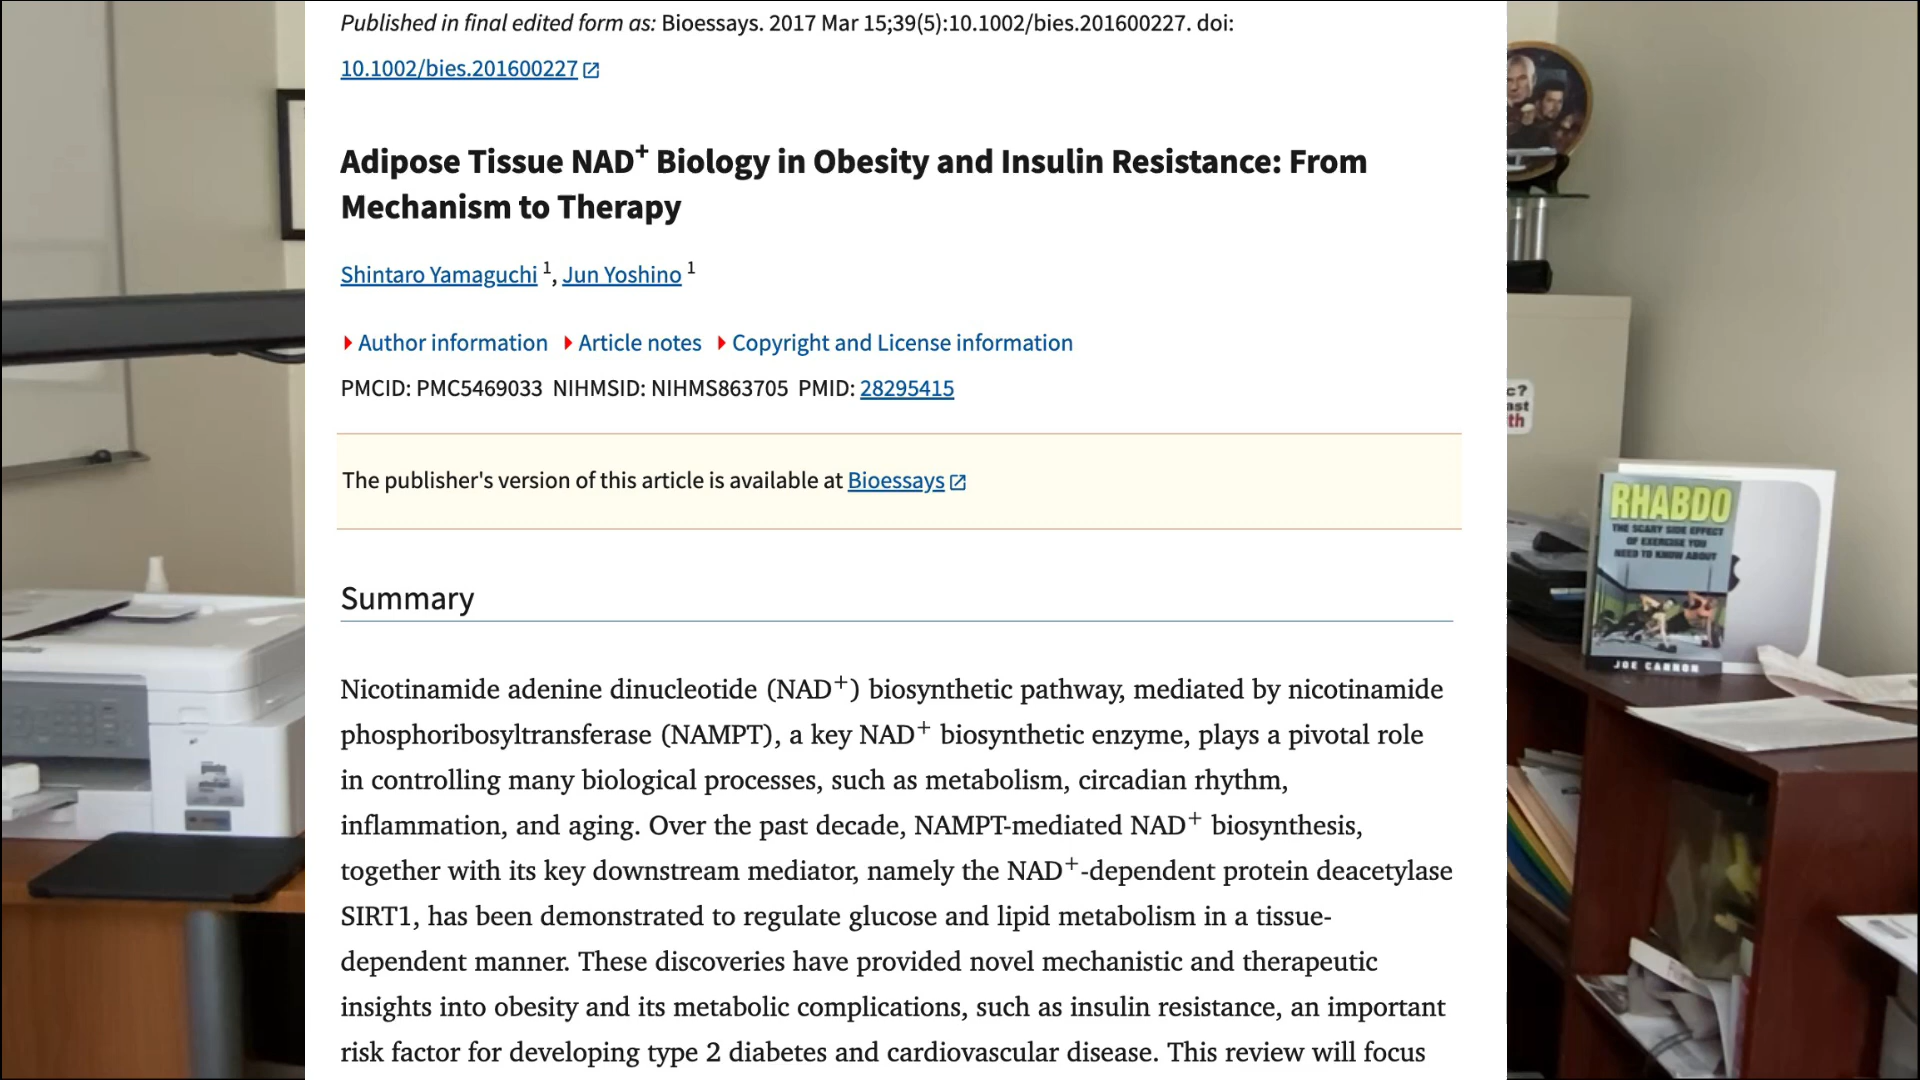 Published in final edited form as: Bioessays. 2017 Mar 15;39(5):10.1002/bies.201600227. doi:
10.1002/bies.201600227
Adipose Tissue NAD+ Biology in Obesity and Insulin Resistance: From
Mechanism to Therapy
Shintaro Yamaguchi 1, Jun Yoshino 1
Author information Article notes Copyright and License information
PMCID: PMC5469033 NIHMSID: NIHMS863705 PMID: 28295415
The publisher's version of this article is available at Bioessays
Summary
Nicotinamide adenine dinucleotide (NAD+) biosynthetic pathway, mediated by nicotinamide
phosphoribosyltransferase (NAMPT), a key NAD+ biosynthetic enzyme, plays a pivotal role
in controlling many biological processes, such as metabolism, circadian rhythm,
inflammation, and aging. Over the past decade, NAMPT-mediated NAD+ biosynthesis,
together with its key downstream mediator, namely the NAD+-dependent protein deacetylase
SIRT1, has been demonstrated to regulate glucose and lipid metabolism in a tissue-
dependent manner. These discoveries have provided novel mechanistic and therapeutic
insights into obesity and its metabolic complications, such as insulin resistance, an important
risk factor for developing type 2 diabetes and cardiovascular disease. This review will focus
c?
ast
th
RHABDO
THE SCARY SIDE EFFECT
OF EXERCISE YOU
NEED TO KNOW ABOUT
JOE CANNON